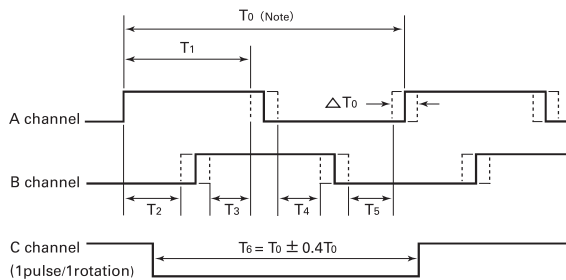 T0 (Note)
T1
△T0
A channel
B channel
T2
T3
T4
T5
C channel
(1pulse/1rotation)
T6 = T0 ± 0.4T0